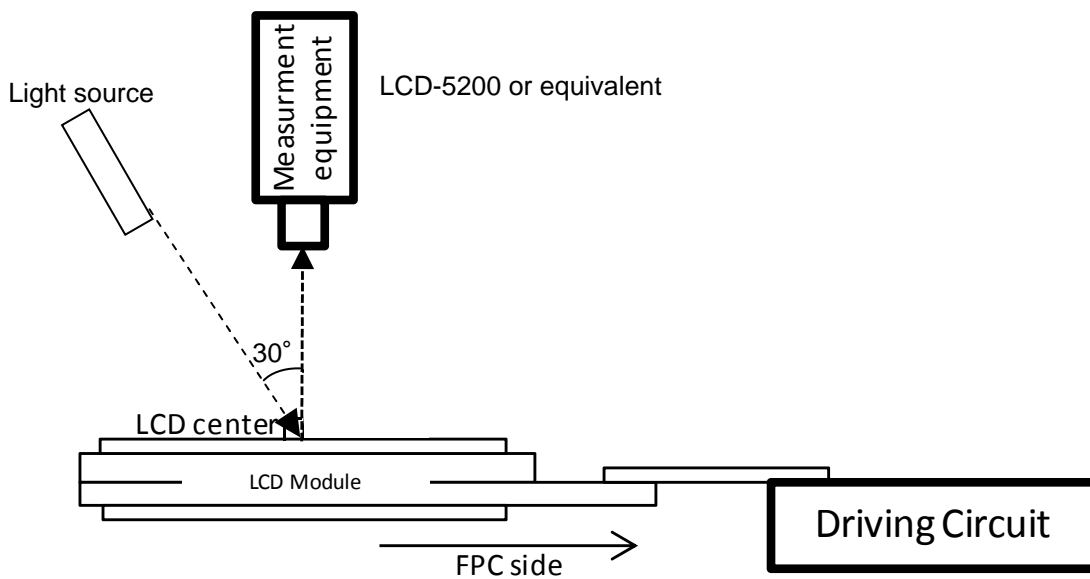 Light source
Measurment
equipment
LCD-5200 or equivalent
30°
LCD center
LCD Module
Driving Circuit
FPC side